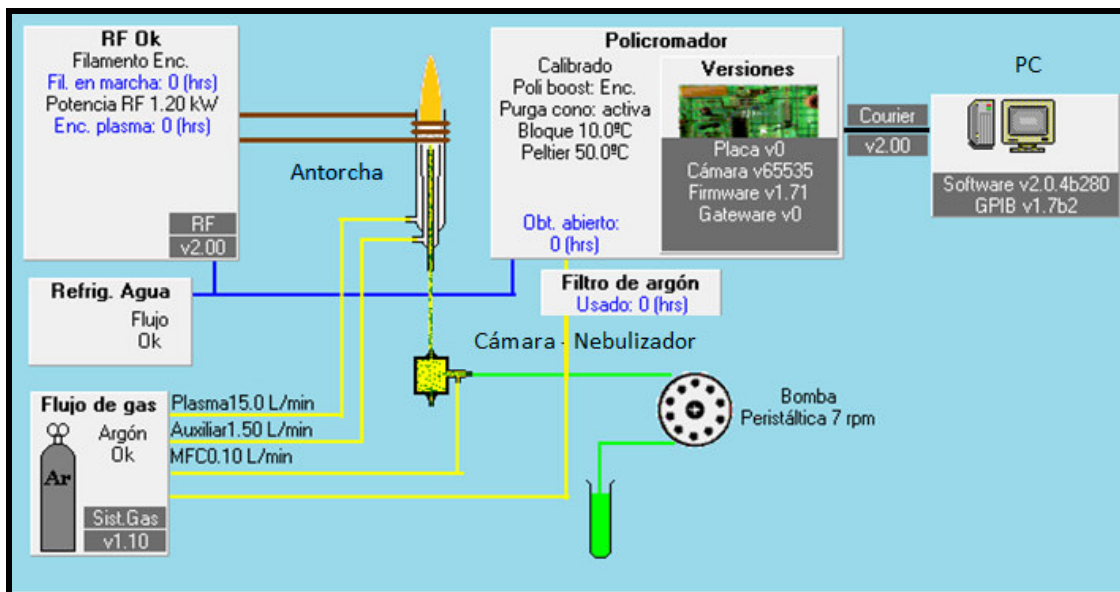 RF Ok
Filamento Enc.
Fil. en marcha: 0 (hrs)
Potencia RF 1.20 kW
Enc. plasma: 0 (hrs)
RF
v2.00
Antorcha
Policromador
Calibrado
Poli boost: Enc.
Purga cono: activa
Bloque 10.0ºC
Peltier 50.0ºC
Obt. abierto:
0 (hrs)
Versiones
Placa v0
Cámara v65535
Firmware v1.71
Gateware v0
Courier
v2.00
PC
Software v2.0.4b280
GPIB v1.7b2
Refrig. Agua
Flujo
Ok
Filtro de argón
Usado: 0 (hrs)
Cámara - Nebulizador
Bomba
Peristáltica 7 rpm
Flujo de gas
Argón
Ok
Ar
Sist.Gas
v1.10
Plasma15.0 L/min
Auxiliar1.50 L/min
MFC0.10 L/min